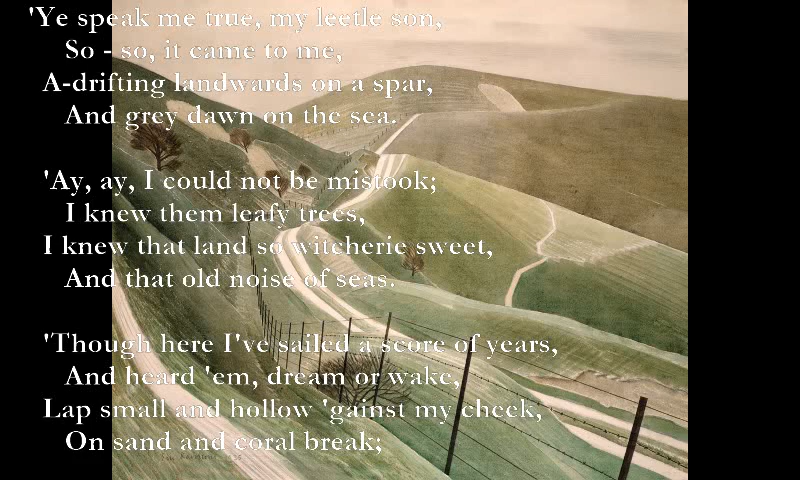 'Ye speak me true, my leetle son,
So - so, it came to me,
A-drifting landwards on a spar,
And grey dawn on the sea.
'Ay, ay, I could not be mistook;
I knew them leafy trees,
I knew that land so witcherie sweet,
And that old noise of seas.
'Though here I've sailed a score of years,
And heard 'em, dream or wake,
Lap small and hollow 'gainst my cheek,
On sand and coral break;